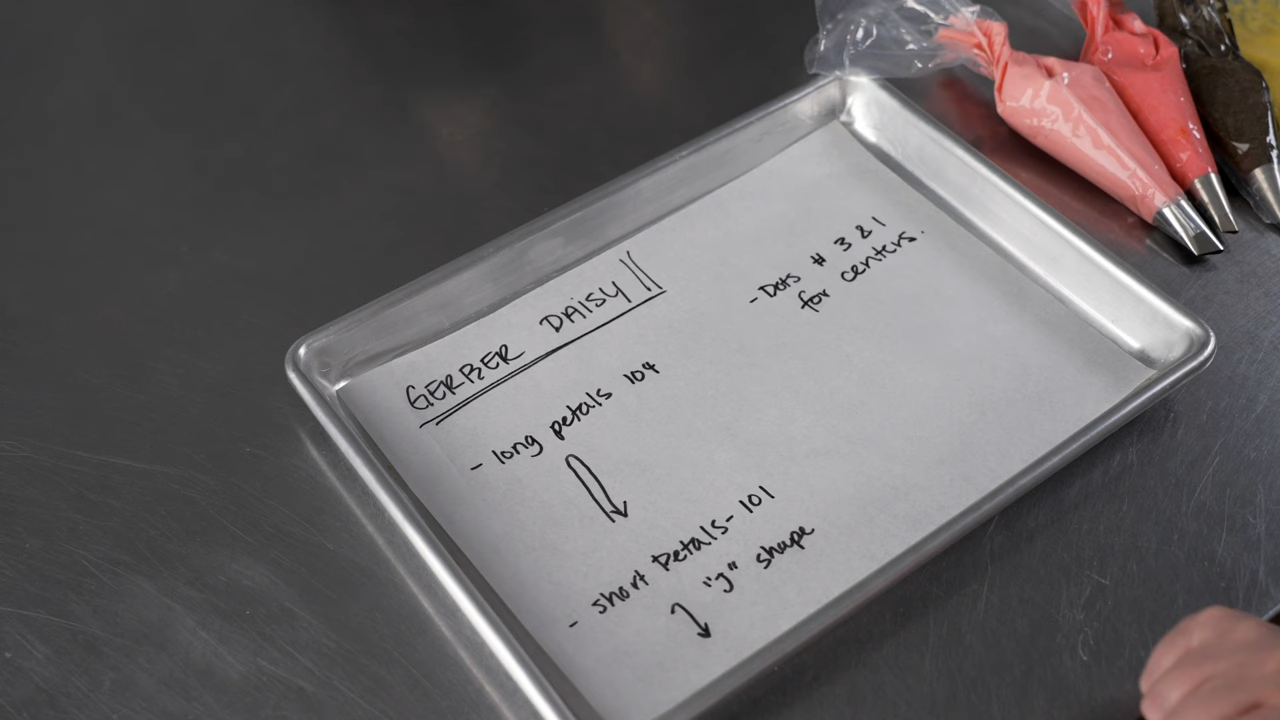 GERBER DAISY
- long petals 104
- short petals - 101
"J" shape
- Dots # 3 & 1
for centers.